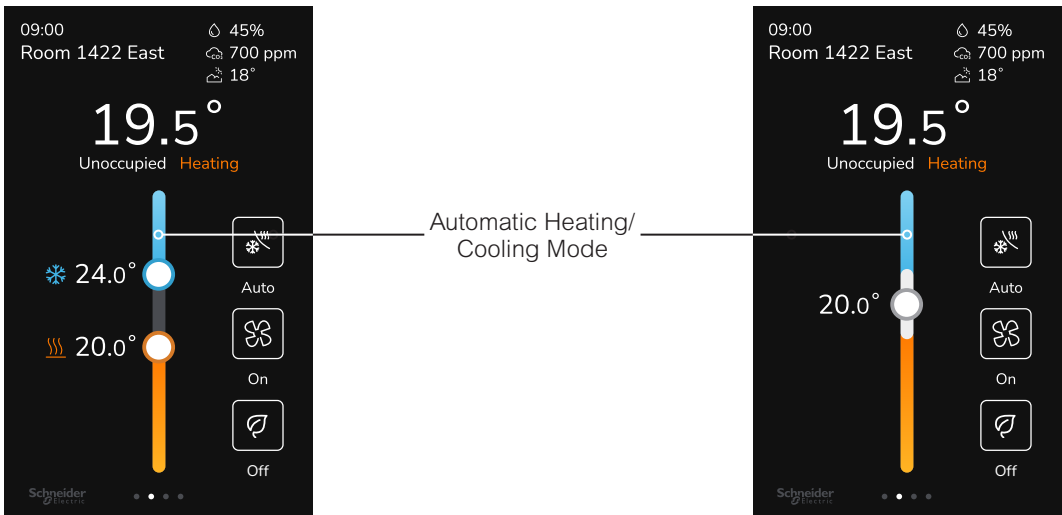 09:00
45%
Room 1422 East
CO2 700 ppm
18°
19.5°
Unoccupied Heating
24.0°
Auto
20.0°
On
Off
Schneider
Electric
Automatic Heating/
Cooling Mode
09:00
45%
Room 1422 East
CO2 700 ppm
18°
19.5°
Unoccupied Heating
Auto
20.0°
On
Off
Schneider
Electric